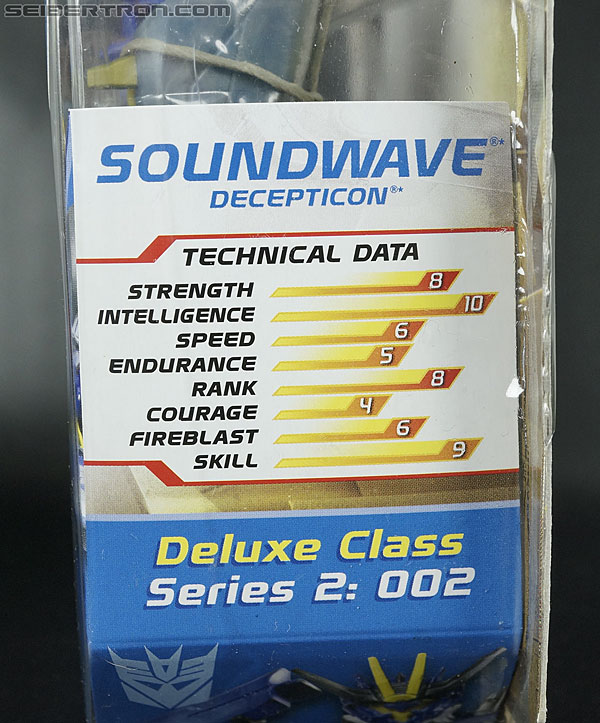 SEIBERTRON.COM
SOUNDWAVE®*
DECEPTICON®*
TECHNICAL DATA
STRENGTH 8
INTELLIGENCE 10
SPEED 6
ENDURANCE 5
RANK 8
COURAGE 4
FIREBLAST 6
SKILL 9
Deluxe Class
Series 2: 002